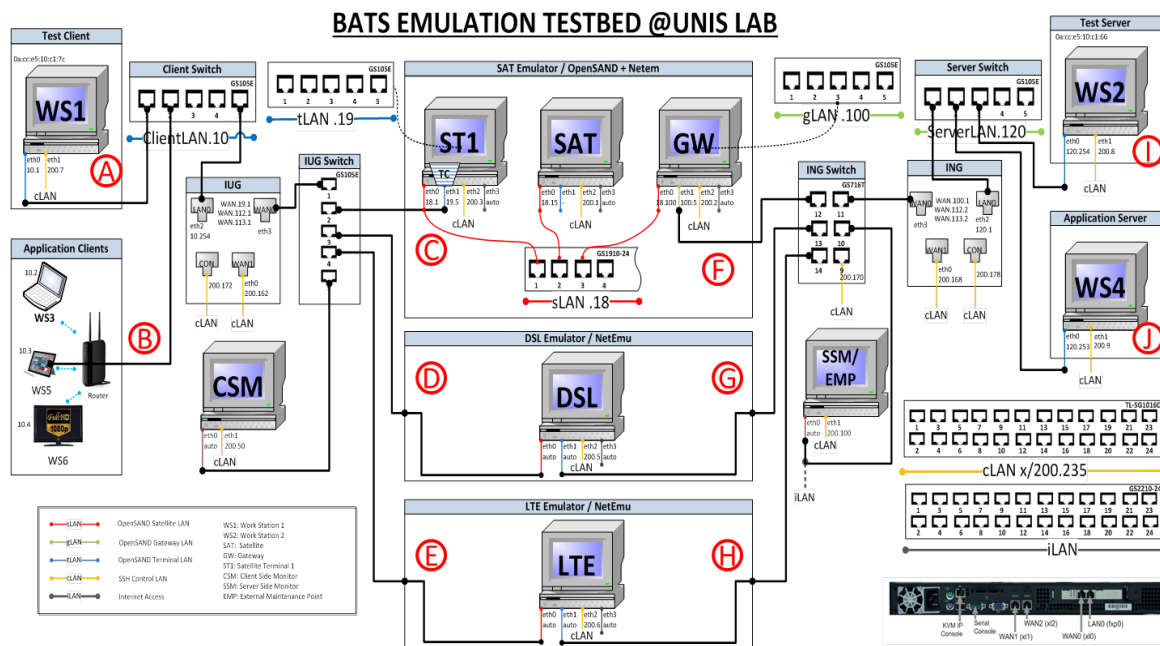 BATS EMULATION TESTBED @UNIS LAB
Test Client
0a:cc:e5:10:c1:7c
WS1
eth0
10.1
eth1
200.7
cLAN
A
Client Switch
GS105E
1 2 3 4 5
ClientLAN.10
GS105E
1 2 3 4 5
tLAN .19
SAT Emulator / OpenSAND + Netem
ST1
TC
eth0
18.1
eth1
19.5
eth2
200.3
eth3
auto
cLAN
SAT
eth0
18.15
eth1
-
eth2
200.1
eth3
auto
cLAN
GW
eth0
18.100
eth1
100.5
eth2
200.2
eth3
auto
cLAN
C
F
GS1910-24
1 2 3 4
sLAN .18
GS105E
1 2 3 4 5
gLAN .100
Server Switch
GS105E
4 5
ServerLAN.120
Test Server
0a:cc:e5:10:c1:66
WS2
eth0
120.254
eth1
200.8
cLAN
I
IUG Switch
GS105E
1
2
3
4
IUG
LAN0
eth2
10.254
WAN.19.1
WAN.112.1
WAN.113.1
WAN0
eth3
CON
200.172
cLAN
WAN1
eth0
200.162
cLAN
ING Switch
GS716T
12 11
13 10
14 9
200.170
cLAN
ING
WAN0
eth3
WAN.100.1
WAN.112.2
WAN.113.2
LAN0
eth2
120.1
WAN1
eth0
200.168
cLAN
CON
200.178
cLAN
Application Server
WS4
eth0
120.253
eth1
200.9
cLAN
J
Application Clients
10.2
WS3
B
10.3
WS5
Router
10.4
Full HD
1080p
WS6
CSM
eth0
auto
eth1
200.50
cLAN
DSL Emulator / NetEmu
D
G
DSL
eth0
auto
eth1
auto
eth2
200.5
eth3
auto
cLAN
SSM/
EMP
eth0
auto
eth1
200.100
cLAN
iLAN
LTE Emulator / NetEmu
E
H
LTE
eth0
auto
eth1
auto
eth2
200.6
eth3
auto
cLAN
TL-SG1016D
1 3 5 7 9 11 13 15 17 19 21 23
2 4 6 8 10 12 14 16 18 20 22 24
cLAN x/200.235
GS2210-24
1 3 5 7 9 11 13 15 17 19 21 23
2 4 6 8 10 12 14 16 18 20 22 24
iLAN
sLAN OpenSAND Satellite LAN
gLAN OpenSAND Gateway LAN
tLAN OpenSAND Terminal LAN
cLAN SSH Control LAN
iLAN Internet Access
WS1: Work Station 1
WS2: Work Station 2
SAT: Satellite
GW: Gateway
ST1: Satellite Terminal 1
CSM: Client Side Monitor
SSM: Server Side Monitor
EMP: External Maintenance Point
KVM IP
Console
Serial
Console
WAN1 (xl1)
WAN2 (xl2)
WAN0 (xl0)
LAN0 (fxp0)